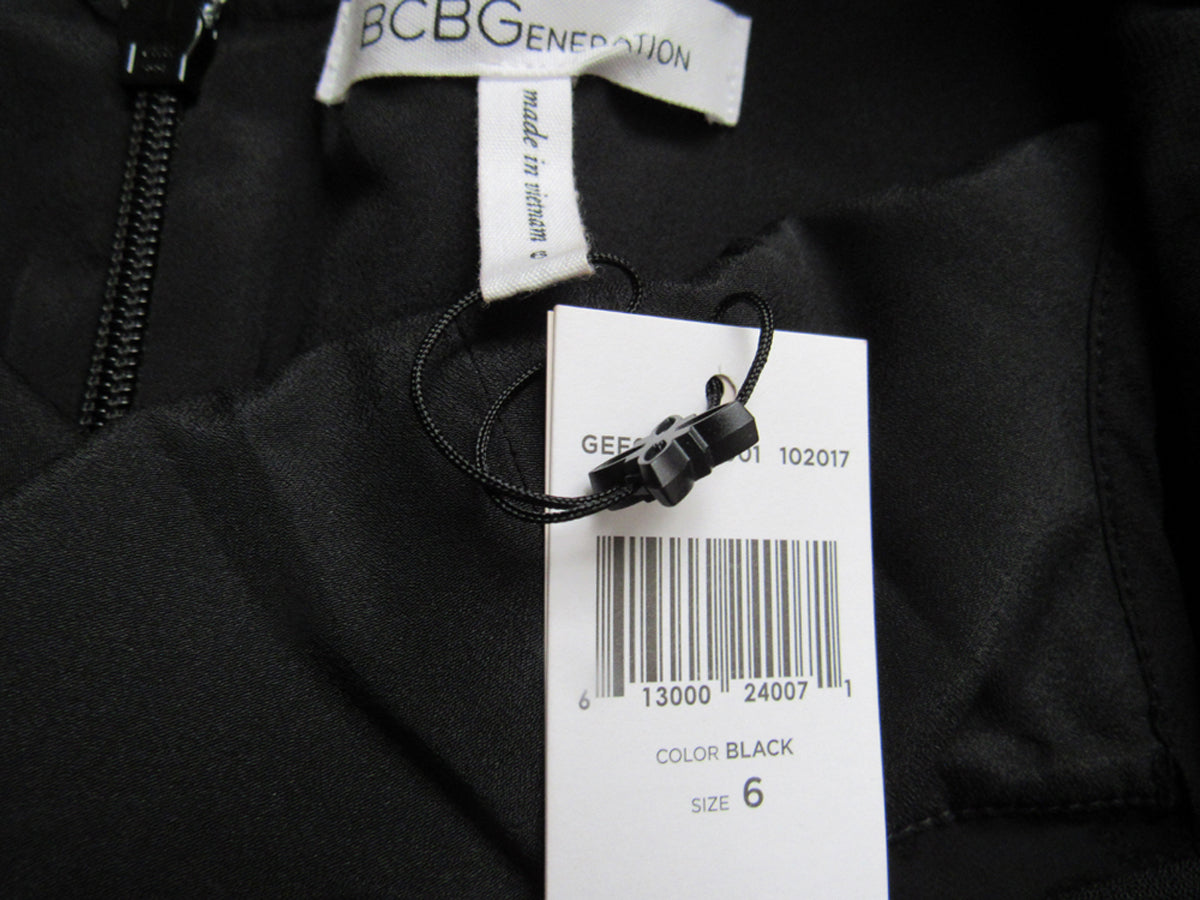 BCBGENERATION
made in vietnam
102017
6 13000 24007 1
COLOR BLACK
SIZE 6